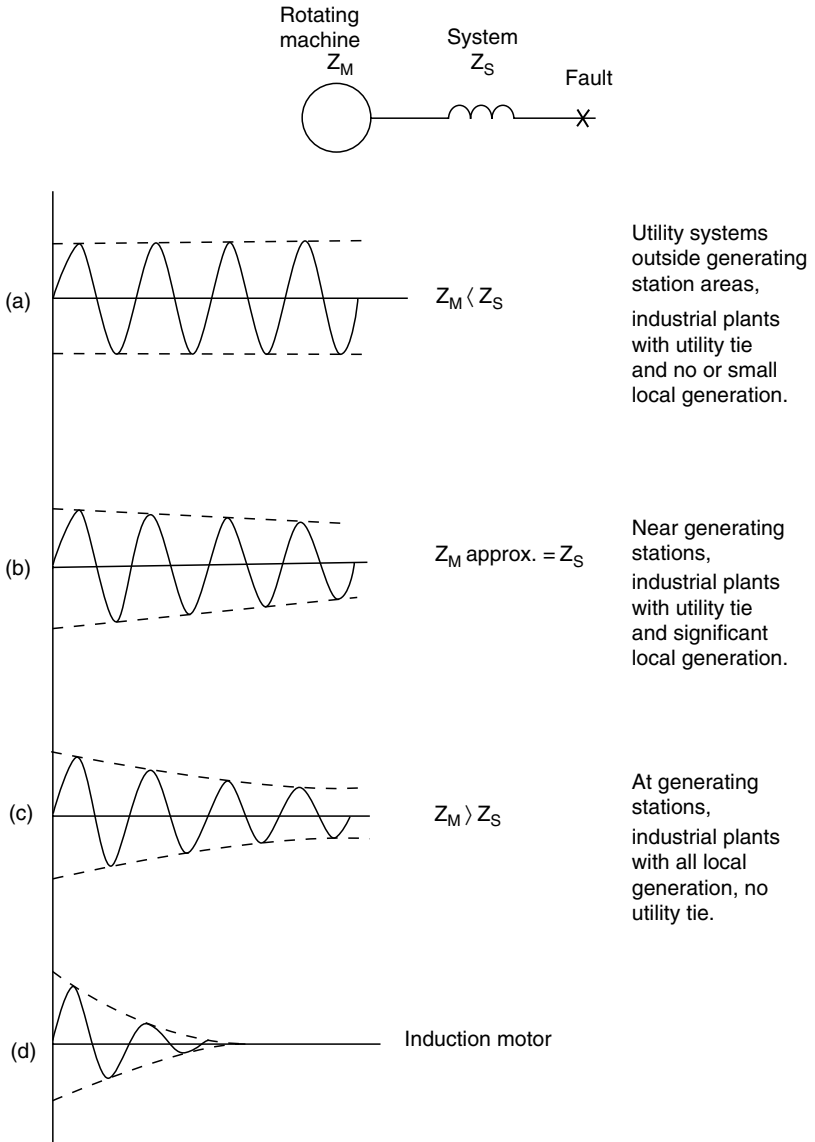 Rotating
machine
Z_M
System
Z_S
Fault
(a)
Z_M ⟨ Z_S
Utility systems
outside generating
station areas,
industrial plants
with utility tie
and no or small
local generation.
(b)
Z_M approx. = Z_S
Near generating
stations,
industrial plants
with utility tie
and significant
local generation.
(c)
Z_M ⟩ Z_S
At generating
stations,
industrial plants
with all local
generation, no
utility tie.
(d)
Induction motor